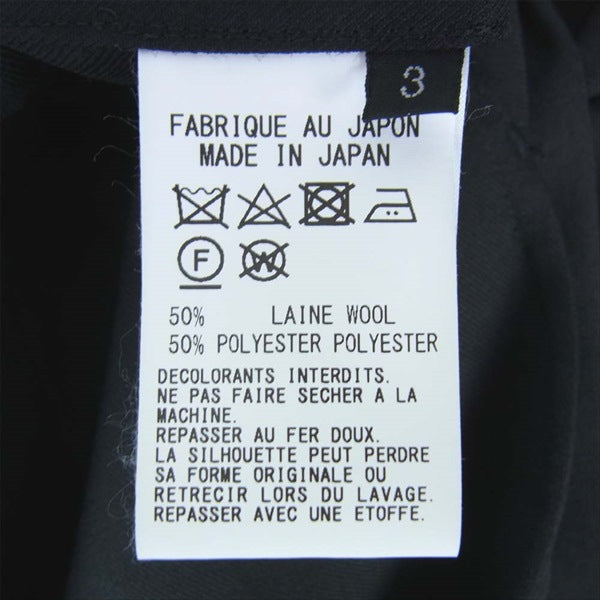 3
FABRIQUE AU JAPON
MADE IN JAPAN
F W
50% LAINE WOOL
50% POLYESTER POLYESTER
DECOLORANTS INTERDITS.
NE PAS FAIRE SECHER A LA
MACHINE.
REPASSER AU FER DOUX.
LA SILHOUETTE PEUT PERDRE
SA FORME ORIGINALE OU
RETRECIR LORS DU LAVAGE.
REPASSER AVEC UNE ETOFFE.